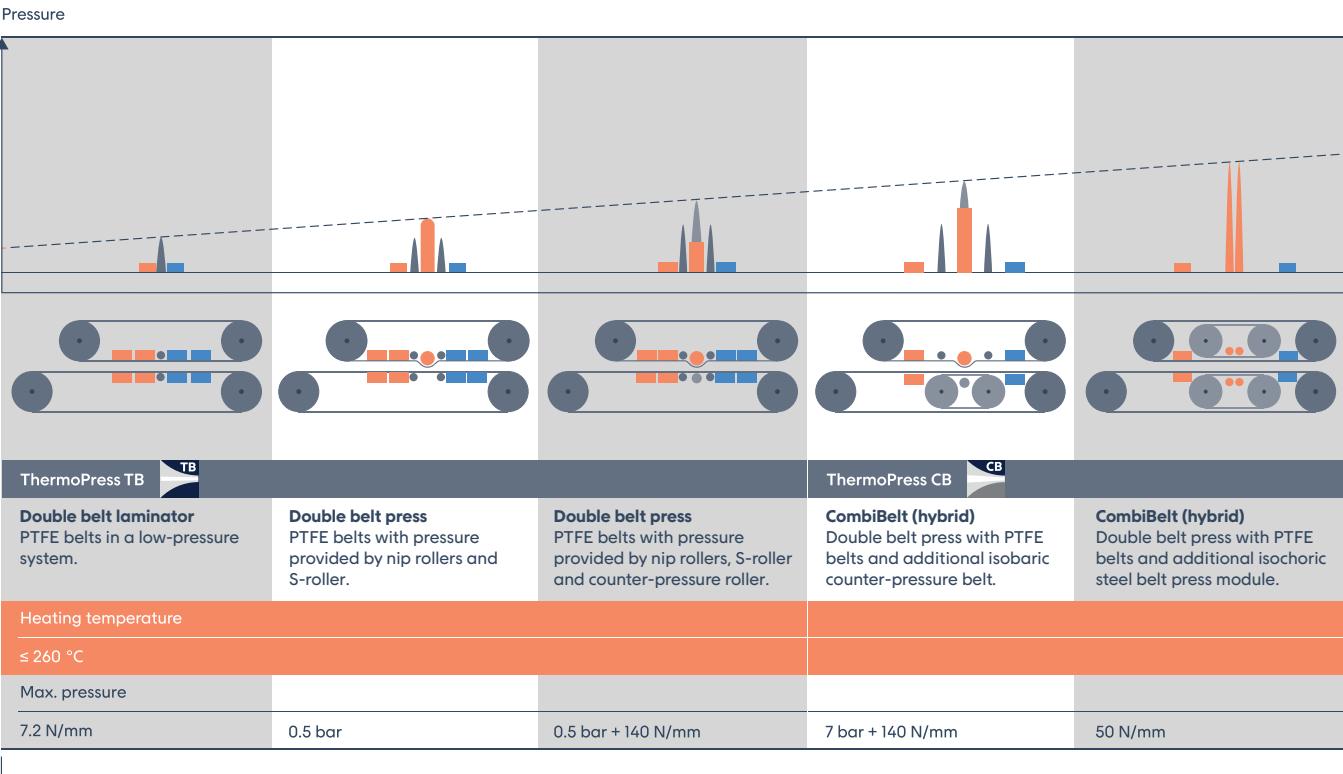 Pressure
ThermoPress TB
TB
ThermoPress CB
CB
Double belt laminator
PTFE belts in a low-pressure
system.
Double belt press
PTFE belts with pressure
provided by nip rollers and
S-roller.
Double belt press
PTFE belts with pressure
provided by nip rollers, S-roller
and counter-pressure roller.
CombiBelt (hybrid)
Double belt press with PTFE
belts and additional isobaric
counter-pressure belt.
CombiBelt (hybrid)
Double belt press with PTFE
belts and additional isochoric
steel belt press module.
Heating temperature
≤ 260 °C
Max. pressure
7.2 N/mm
0.5 bar
0.5 bar + 140 N/mm
7 bar + 140 N/mm
50 N/mm